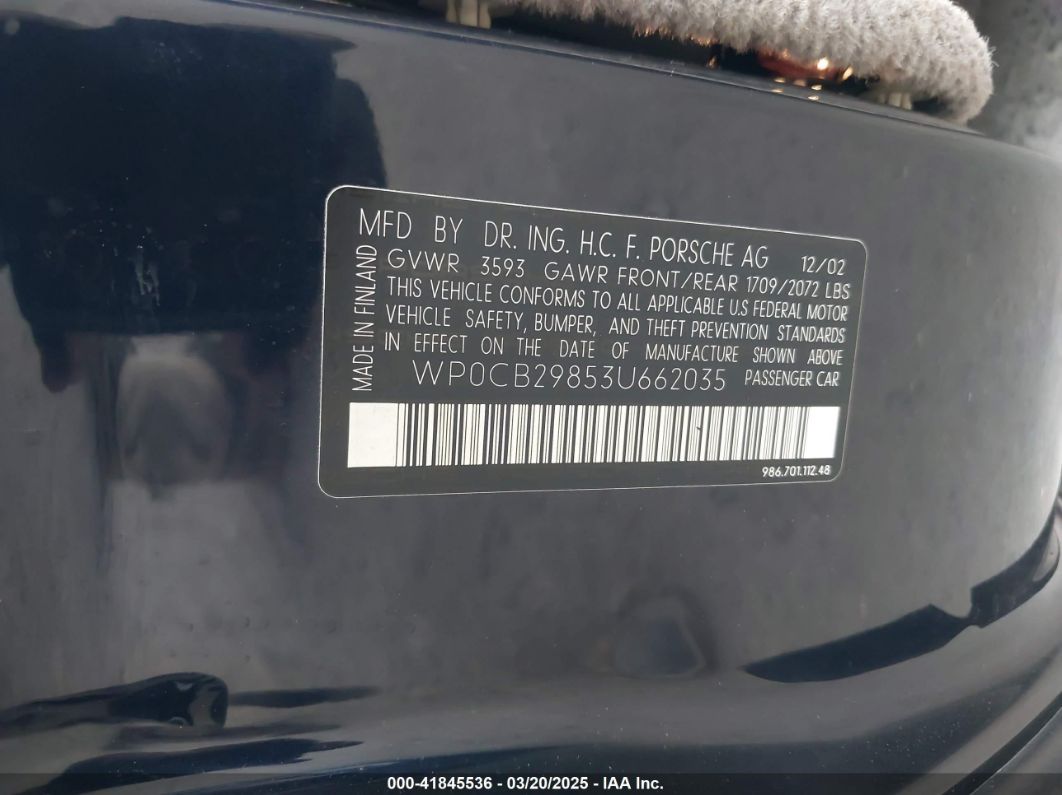 MFD BY DR. ING. H.C. F. PORSCHE AG 12/02
GVWR 3593 GAWR FRONT/REAR 1709/2072 LBS
THIS VEHICLE CONFORMS TO ALL APPLICABLE U.S FEDERAL MOTOR
VEHICLE SAFETY, BUMPER, AND THEFT PREVENTION STANDARDS
IN EFFECT ON THE DATE OF MANUFACTURE SHOWN ABOVE
WP0CB29853U662035 PASSENGER CAR
MADE IN FINLAND
986.701.112.48
000-41845536 - 03/20/2025 - IAA Inc.